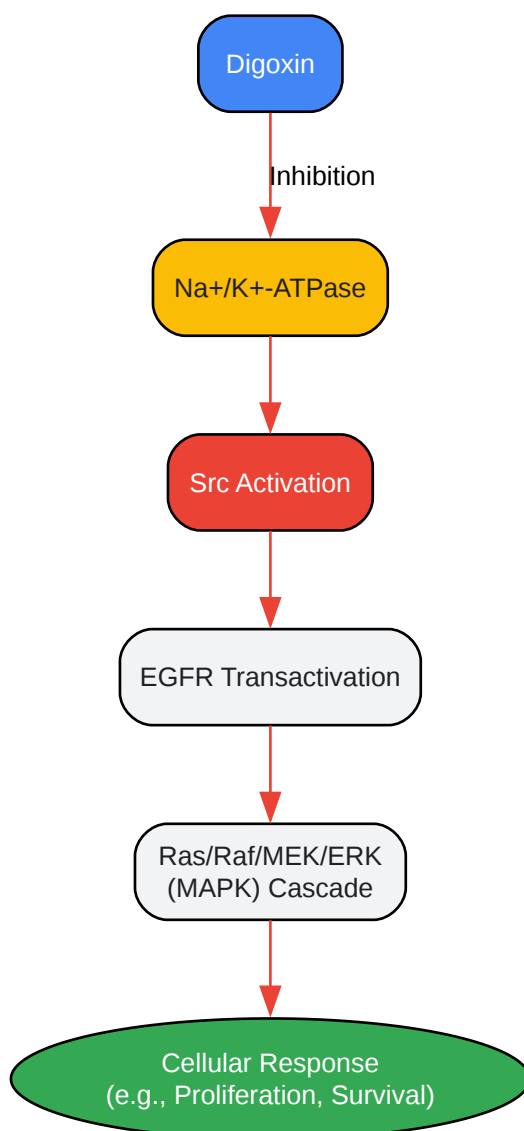 Digoxin
Inhibition
Na+/K+-ATPase
Src Activation
EGFR Transactivation
Ras/Raf/MEK/ERK
(MAPK) Cascade
Cellular Response
(e.g., Proliferation, Survival)